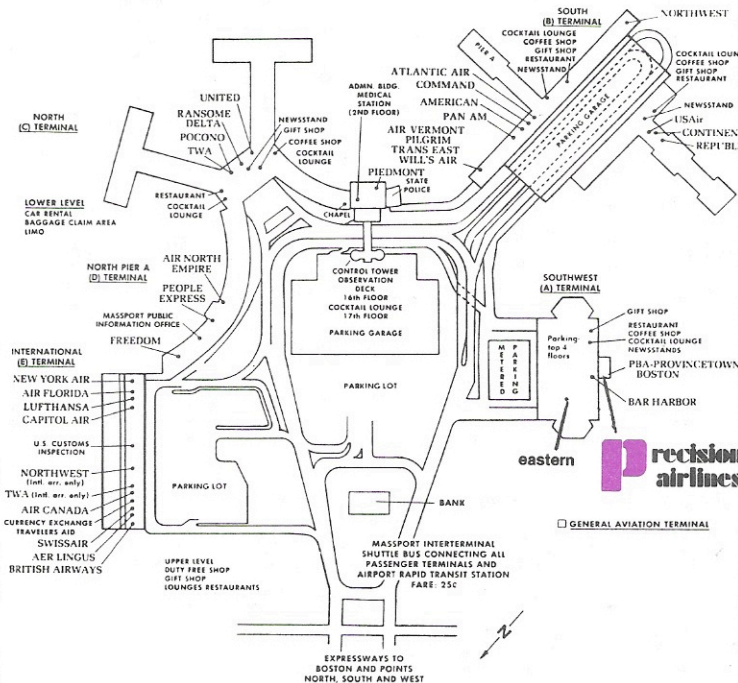 SOUTH
(B) TERMINAL
COCKTAIL LOUNGE
COFFEE SHOP
GIFT SHOP
RESTAURANT
NEWSSTAND
NORTHWEST
PIER A
ATLANTIC AIR
COMMAND
AMERICAN
PAN AM
AIR VERMONT
PILGRIM
TRANS EAST
WILL'S AIR
PARKING GARAGE
COFFEE SHOP
GIFT SHOP
RESTAURANT
NEWSSTAND
USAir
ADMN. BLDG.
MEDICAL
STATION
(2ND FLOOR)
PIEDMONT
STATE
POLICE
CHAPEL
NORTH
(C) TERMINAL
UNITED
RANSOME
DELTA
POCONO
TWA
NEWSSTAND
GIFT SHOP
COFFEE SHOP
COCKTAIL
LOUNGE
RESTAURANT
COCKTAIL
LOUNGE
LOWER LEVEL
CAR RENTAL
BAGGAGE CLAIM AREA
LIMO
NORTH PIER A
(D) TERMINAL
AIR NORTH
EMPIRE
PEOPLE
EXPRESS
MASSPORT PUBLIC
INFORMATION OFFICE
FREEDOM
CONTROL TOWER
OBSERVATION
DECK
16th FLOOR
COCKTAIL LOUNGE
17th FLOOR
PARKING GARAGE
PARKING LOT
METERED
PARKING
SOUTHWEST
(A) TERMINAL
Parking-
top 4
floors
GIFT SHOP
RESTAURANT
COFFEE SHOP
COCKTAIL LOUNGE
NEWSSTANDS
PBA-PROVINCETOWN
BOSTON
BAR HARBOR
eastern
precision
airlines
GENERAL AVIATION TERMINAL
INTERNATIONAL
(E) TERMINAL
NEW YORK AIR
AIR FLORIDA
LUFTHANSA
CAPITOL AIR
U S CUSTOMS
INSPECTION
NORTHWEST
(Intl. arr. only)
TWA (Intl. arr. only)
AIR CANADA
CURRENCY EXCHANGE
TRAVELERS AID
SWISSAIR
AER LINGUS
BRITISH AIRWAYS
PARKING LOT
UPPER LEVEL
DUTY FREE SHOP
GIFT SHOP
LOUNGES RESTAURANTS
BANK
MASSPORT INTERTERMINAL
SHUTTLE BUS CONNECTING ALL
PASSENGER TERMINALS AND
AIRPORT RAPID TRANSIT STATION
FARE: 25¢
N
EXPRESSWAYS TO
BOSTON AND POINTS
NORTH, SOUTH AND WEST